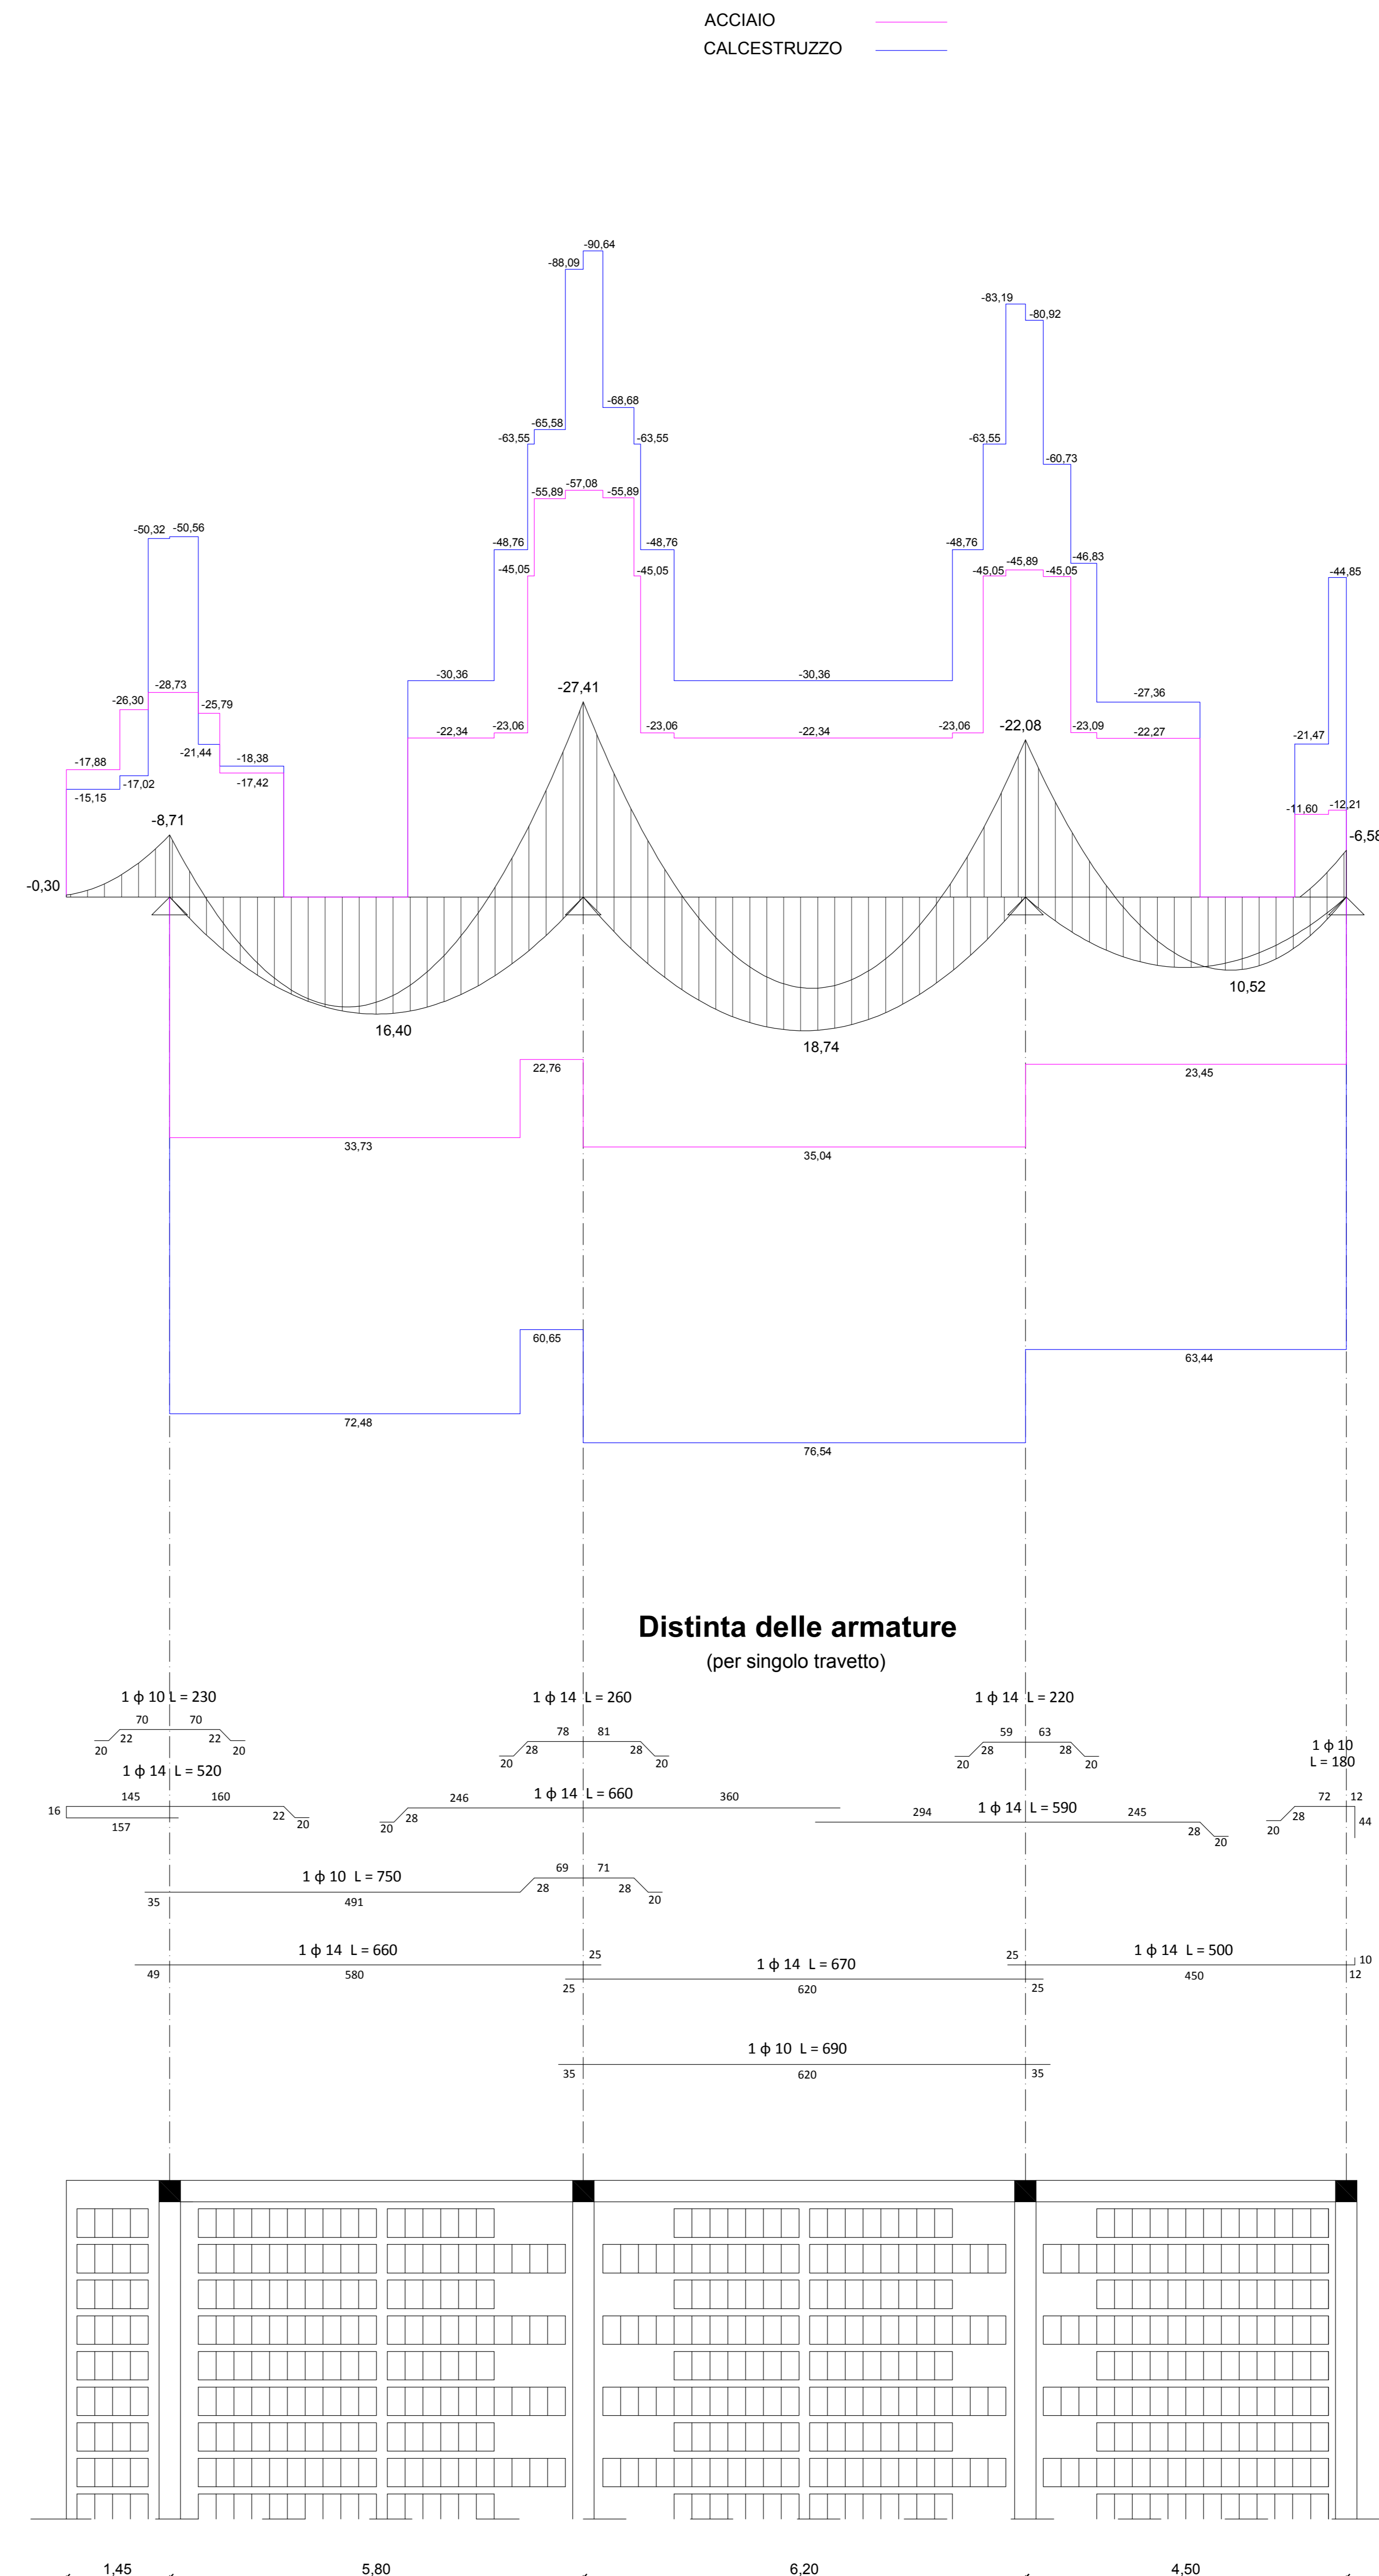 ACCIAIO
CALCESTRUZZO
-90,64
-88,09
-83,19
-80,92
-68,68
-65,58
-63,55 -63,55 -63,55
-60,73
-57,08
-55,89 -55,89
-50,32 -50,56
-48,76 -48,76 -48,76
-46,83
-45,05 -45,05 -45,05 -45,89 -45,05
-44,85
-30,36 -30,36
-28,73
-27,41
-27,36
-26,30 -25,79
-22,34 -23,06 -23,06 -22,34 -23,06 -22,08 -23,09 -22,27
-21,44
-21,47
-17,88 -18,38
-17,02 -17,42
-15,15
-11,60 -12,21
-8,71
-6,58
-0,30
10,52
16,40
18,74
22,76
23,45
33,73
35,04
60,65
63,44
72,48
76,54
Distinta delle armature
(per singolo travetto)
1 ϕ 10 L = 230
70 70
22 22
20 20
1 ϕ 14 L = 260
78 81
28 28
20 20
1 ϕ 14 L = 220
59 63
28 28
20 20
1 ϕ 10
L = 180
72 12
28 44
20
1 ϕ 14 L = 520
145 160
16 22
157 20
1 ϕ 14 L = 660
246 360
28
20
1 ϕ 14 L = 590
294 245
28
20
1 ϕ 10 L = 750
69 71
28 28
35 491 20
1 ϕ 14 L = 660
25
49 580
1 ϕ 14 L = 670
25 620 25
1 ϕ 14 L = 500
25 10
450 12
1 ϕ 10 L = 690
35 620 35
1,45 5,80 6,20 4,50